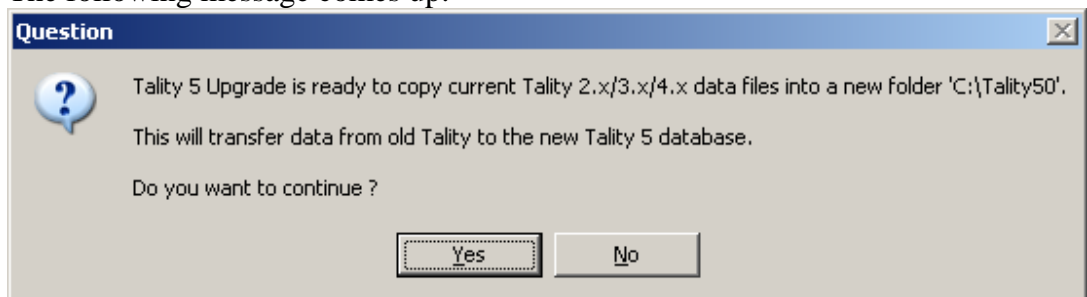 The following message comes up:
Question
Tality 5 Upgrade is ready to copy current Tality 2.x/3.x/4.x data files into a new folder 'C:\Tality50'.
This will transfer data from old Tality to the new Tality 5 database.
Do you want to continue ?
Yes No